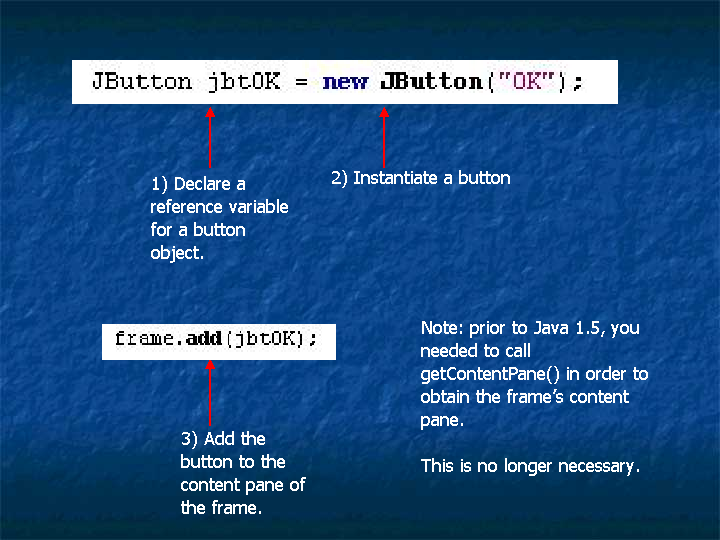 JButton jbtOK = new JButton("OK");
1) Declare a
reference variable
for a button
object.
2) Instantiate a button
frame.add(jbtOK);
3) Add the
button to the
content pane of
the frame.
Note: prior to Java 1.5, you
needed to call
getContentPane() in order to
obtain the frame’s content
pane.
This is no longer necessary.